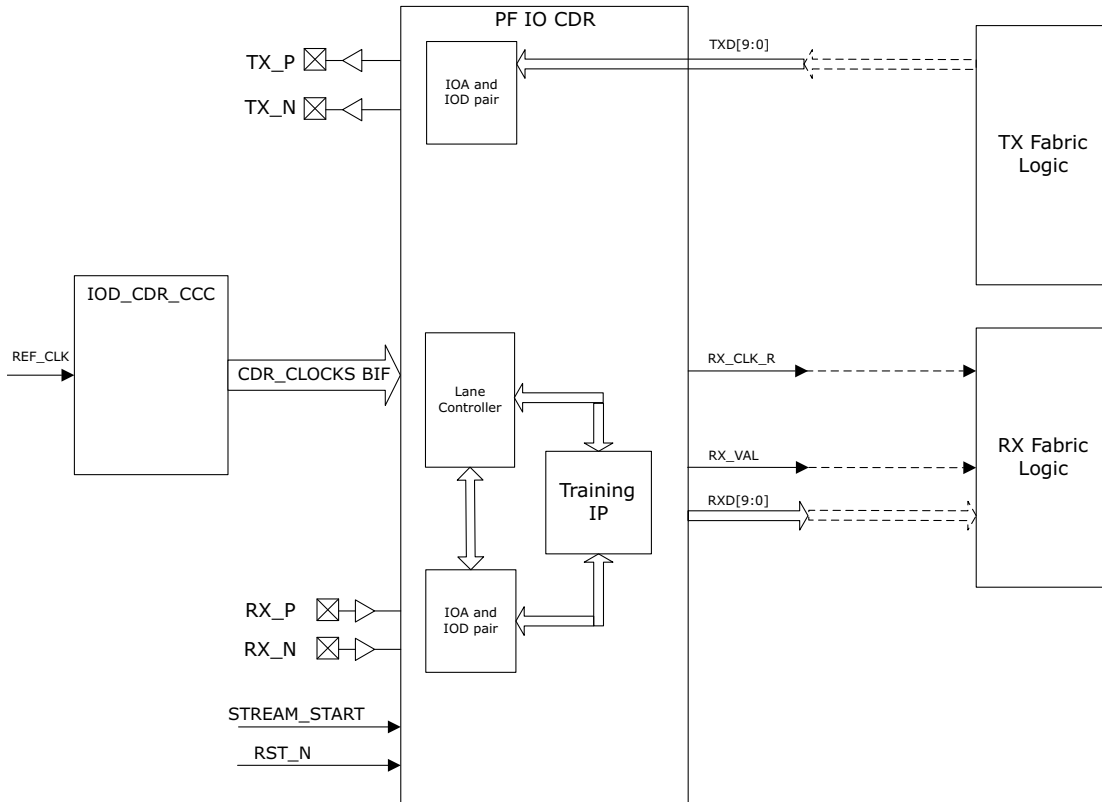 PF IO CDR
TX_P
TX_N
IOA and
IOD pair
TXD[9:0]
TX Fabric
Logic
IOD_CDR_CCC
REF_CLK
CDR_CLOCKS BIF
Lane
Controller
RX_CLK_R
RX_VAL
RXD[9:0]
RX Fabric
Logic
Training
IP
RX_P
RX_N
IOA and
IOD pair
STREAM_START
RST_N